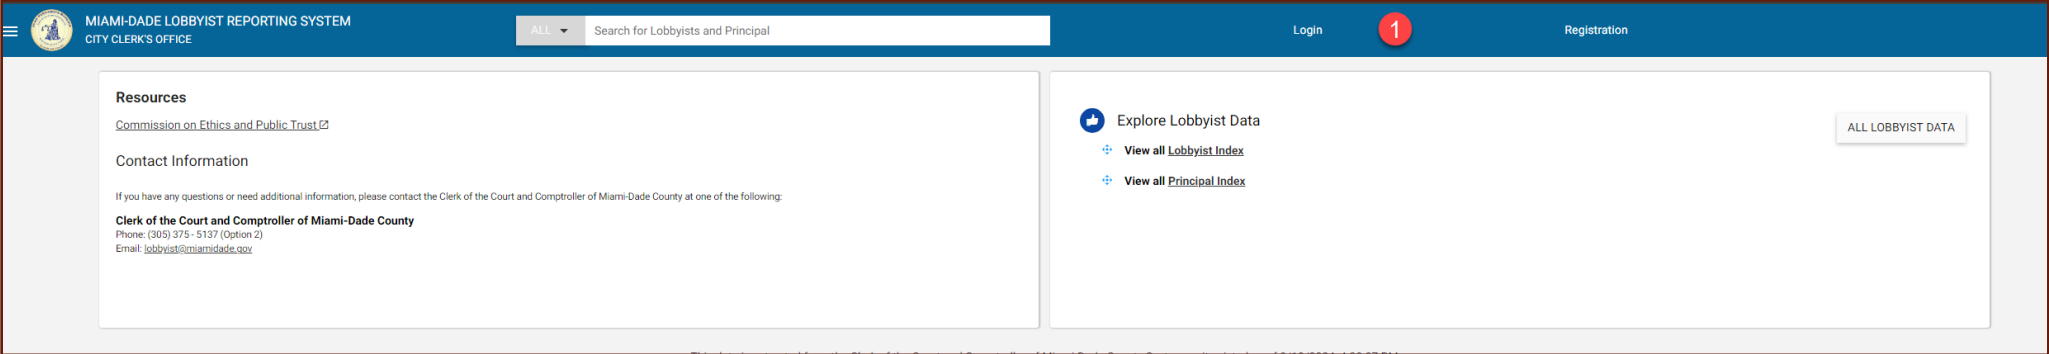 MIAMI-DADE LOBBYIST REPORTING SYSTEM
CITY CLERK'S OFFICE
ALL
Search for Lobbyists and Principal
Login
1
Registration
Resources
Commission on Ethics and Public Trust
Contact Information
If you have any questions or need additional information, please contact the Clerk of the Court and Comptroller of Miami-Dade County at one of the following:
Clerk of the Court and Comptroller of Miami-Dade County
Phone: (305) 375 - 5137 (Option 2)
Email: lobbyist@miamidade.gov
Explore Lobbyist Data
ALL LOBBYIST DATA
View all Lobbyist Index
View all Principal Index